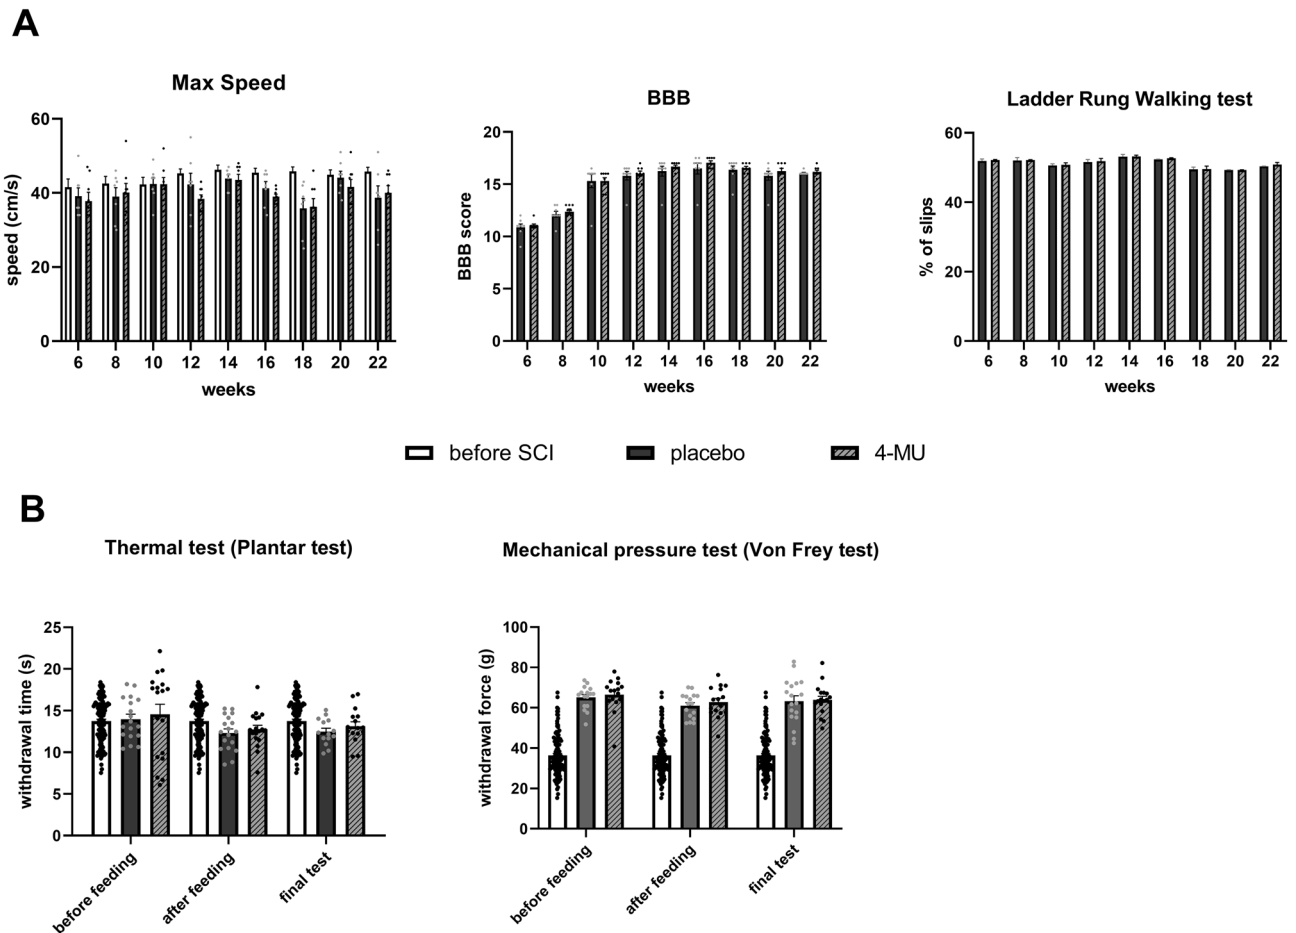 A
Max Speed
speed (cm/s)
60
40
20
0
6 8 10 12 14 16 18 20 22
weeks
BBB
BBB score
20
15
10
5
0
6 8 10 12 14 16 18 20 22
weeks
Ladder Rung Walking test
% of slips
60
40
20
0
6 8 10 12 14 16 18 20 22
weeks
before SCI placebo 4-MU
B
Thermal test (Plantar test)
withdrawal time (s)
25
20
15
10
5
0
before feeding
after feeding
final test
Mechanical pressure test (Von Frey test)
withdrawal force (g)
100
80
60
40
20
0
before feeding
after feeding
final test